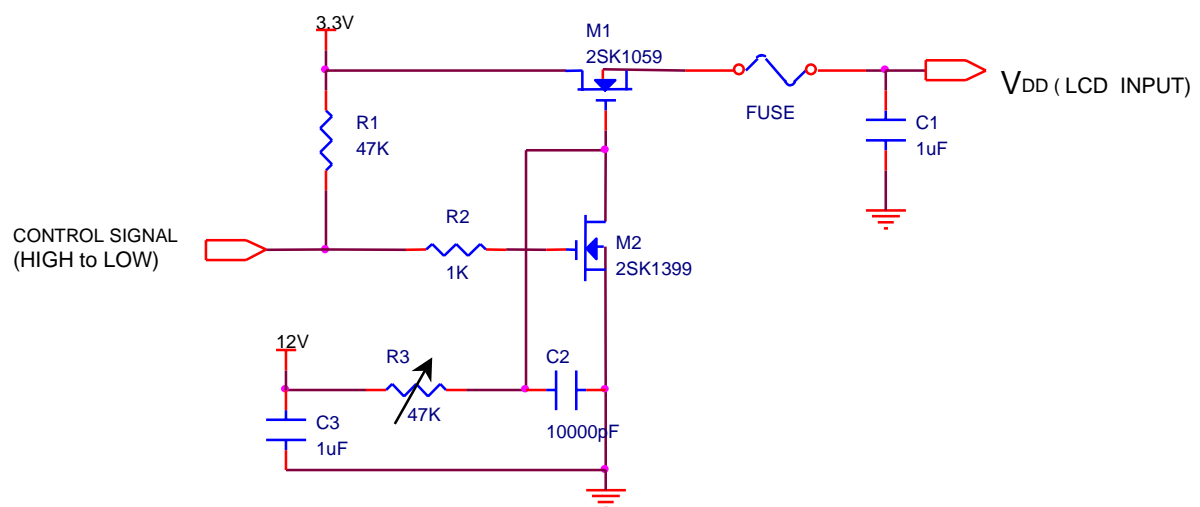 3.3V
M1
2SK1059
FUSE
VDD ( LCD INPUT)
R1
47K
C1
1uF
CONTROL SIGNAL
(HIGH to LOW)
R2
1K
M2
2SK1399
12V
R3
47K
C2
10000pF
C3
1uF